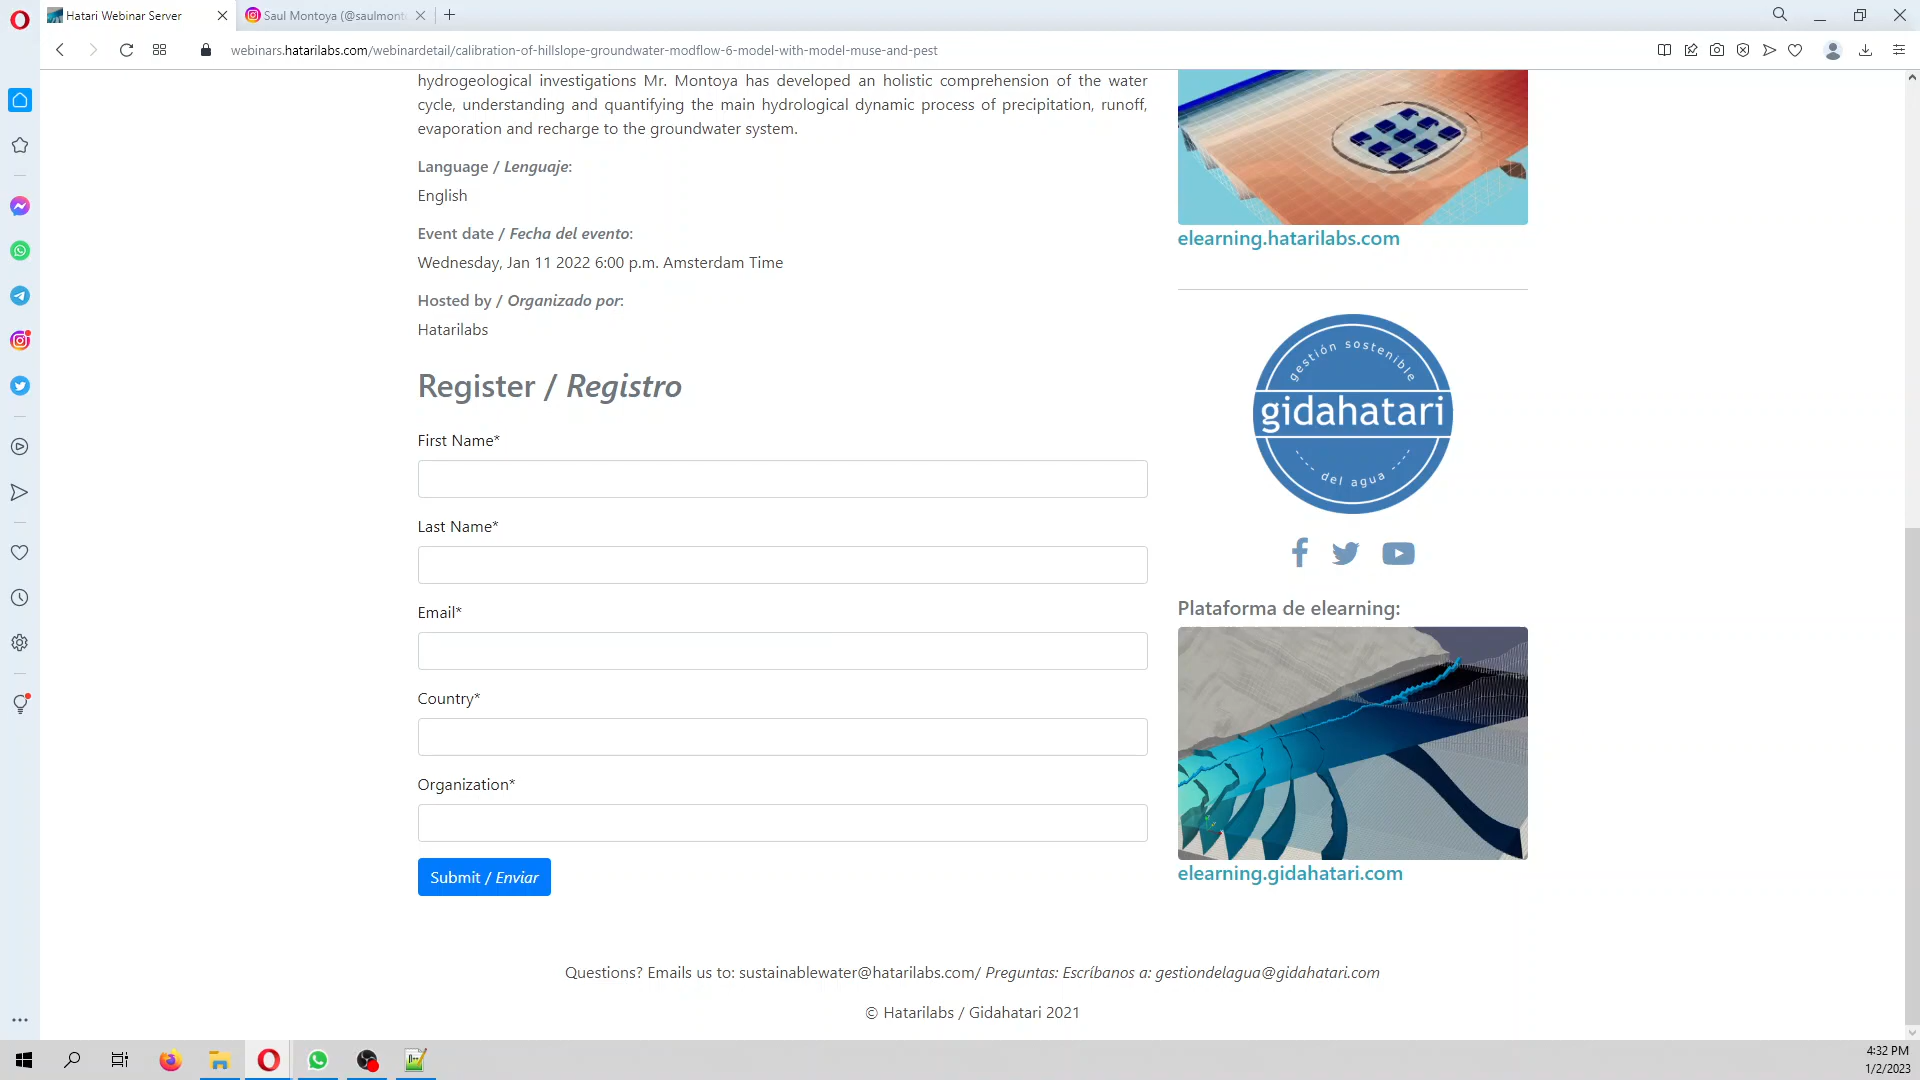 Hatari Webinar Server
Saul Montoya (@saulmont
webinars.hatarilabs.com/webinardetail/calibration-of-hillslope-groundwater-modflow-6-model-with-model-muse-and-pest
hydrogeological investigations Mr. Montoya has developed an holistic comprehension of the water
cycle, understanding and quantifying the main hydrological dynamic process of precipitation, runoff,
evaporation and recharge to the groundwater system.
Language / Lenguaje:
English
Event date / Fecha del evento:
Wednesday, Jan 11 2022 6:00 p.m. Amsterdam Time
Hosted by / Organizado por:
Hatarilabs
Register / Registro
First Name*
Last Name*
Email*
Country*
Organization*
Submit / Enviar
elearning.hatarilabs.com
gestión sostenible
gidahatari
del agua
Plataforma de elearning:
elearning.gidahatari.com
Questions? Emails us to: sustainablewater@hatarilabs.com/ Preguntas: Escríbanos a: gestiondelagua@gidahatari.com
© Hatarilabs / Gidahatari 2021
4:32 PM
1/2/2023